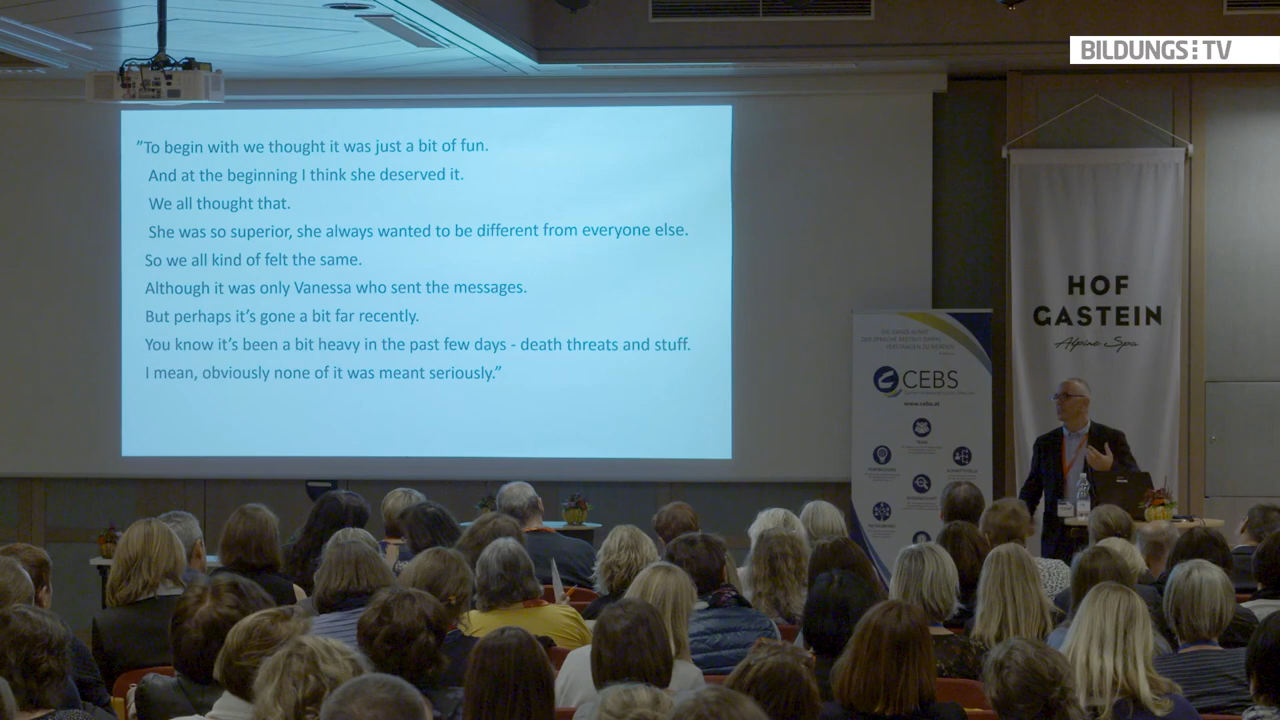 BILDUNGS TV
”To begin with we thought it was just a bit of fun.
And at the beginning I think she deserved it.
We all thought that.
She was so superior, she always wanted to be different from everyone else.
So we all kind of felt the same.
Although it was only Vanessa who sent the messages.
But perhaps it’s gone a bit far recently.
You know it’s been a bit heavy in the past few days - death threats and stuff.
I mean, obviously none of it was meant seriously.”
HOF
GASTEIN
Alpine Spa
CEBS
www.cebs.at